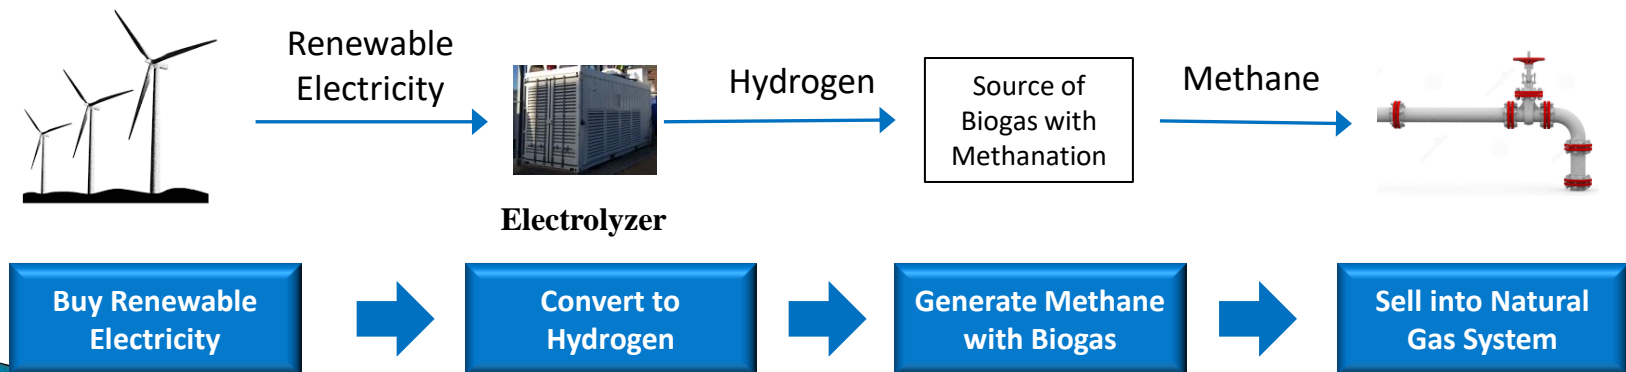 Renewable
Electricity
Hydrogen
Source of
Biogas with
Methanation
Methane
Electrolyzer
Buy Renewable
Electricity
Convert to
Hydrogen
Generate Methane
with Biogas
Sell into Natural
Gas System